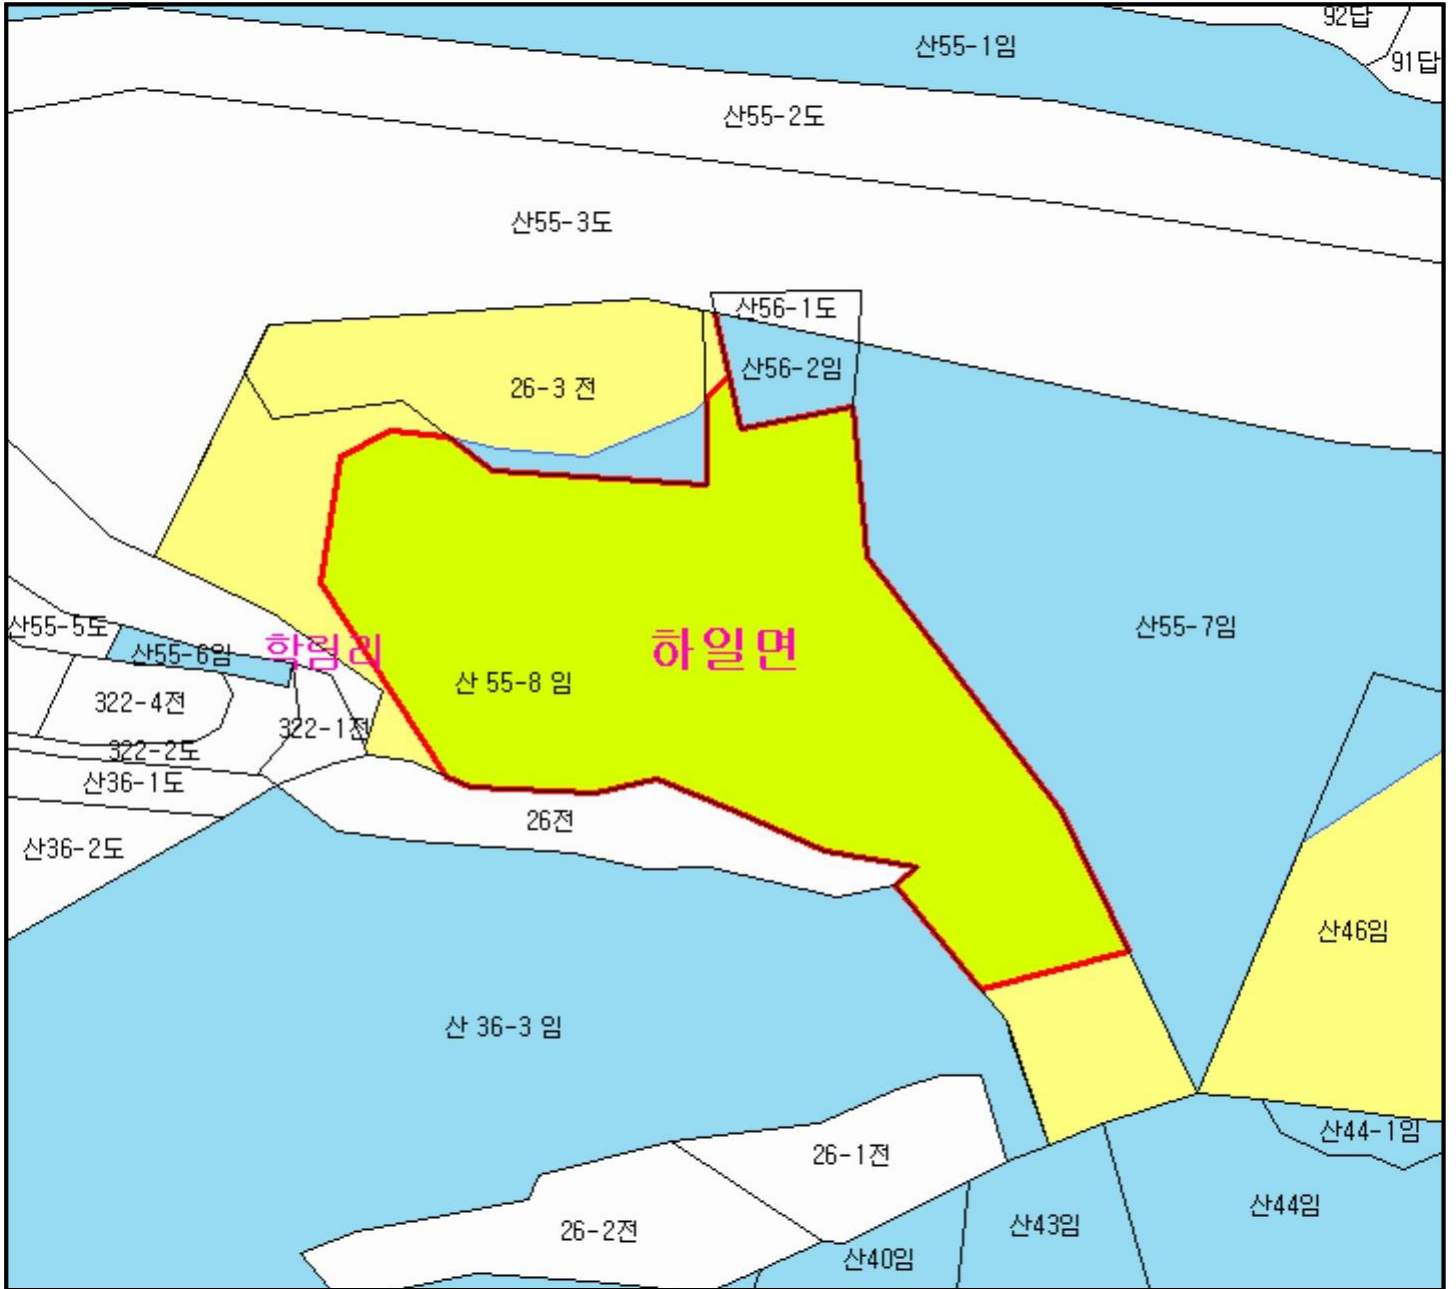 92답
산55-1임
91답
산55-2도
산55-3도
산56-1도
산56-2임
26-3 전
산55-5도
산55-6임
학림리
하일면
산55-7임
산 55-8 임
322-4전
322-1전
322-2도
산36-1도
26전
산36-2도
산46임
산 36-3 임
산44-1임
26-1전
산44임
26-2전
산43임
산40임